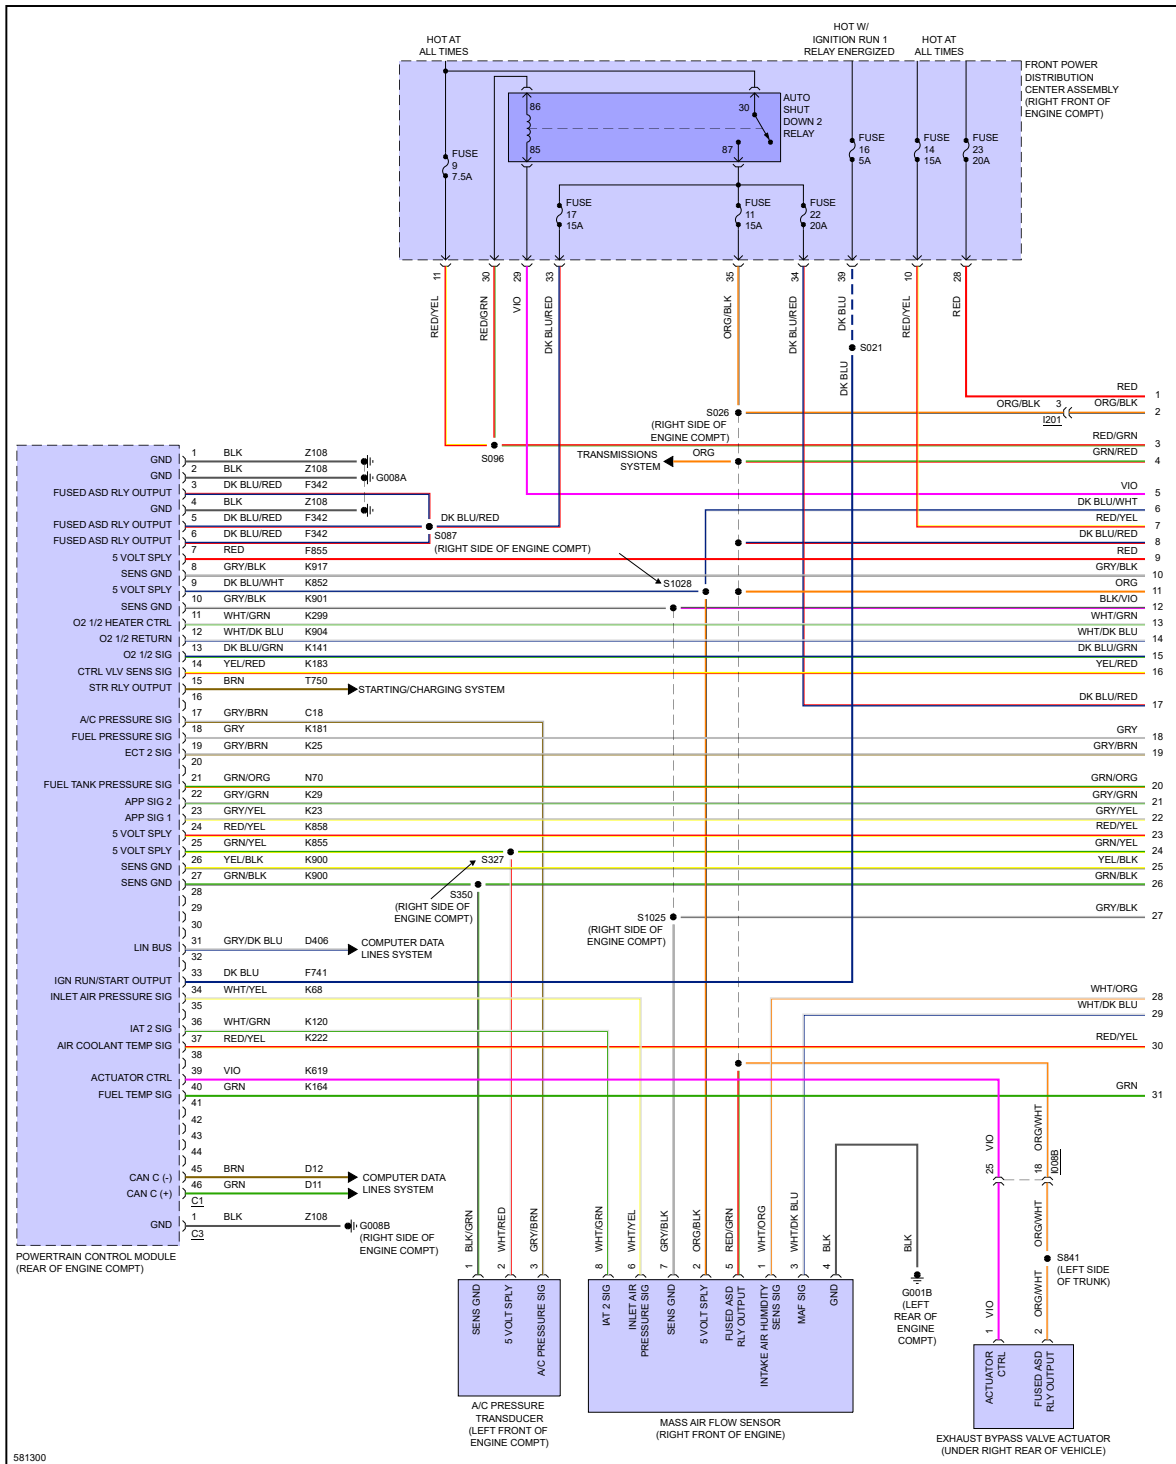 HOT AT
ALL TIMES
HOT W/
IGNITION RUN 1
RELAY ENERGIZED
HOT AT
ALL TIMES
FRONT POWER
DISTRIBUTION
CENTER ASSEMBLY
(RIGHT FRONT OF
ENGINE COMPT)
86
30
AUTO
SHUT
DOWN 2
RELAY
85
87
FUSE
9
7.5A
FUSE
16
5A
FUSE
14
15A
FUSE
23
20A
FUSE
17
15A
FUSE
11
15A
FUSE
22
20A
11
30
29
33
35
34
39
10
28
RED/YEL
RED/GRN
VIO
DK BLU/RED
ORG/BLK
DK BLU/RED
DK BLU
RED/YEL
RED
S021
DK BLU
RED 1
S026
(RIGHT SIDE OF
ENGINE COMPT)
ORG/BLK 3 ORG/BLK 2
I201
S096
RED/GRN 3
TRANSMISSIONS
SYSTEM
ORG
GRN/RED 4
VIO 5
DK BLU/WHT 6
RED/YEL 7
DK BLU/RED 8
RED 9
GRY/BLK 10
ORG 11
BLK/VIO 12
WHT/GRN 13
WHT/DK BLU 14
DK BLU/GRN 15
YEL/RED 16
DK BLU/RED 17
GRY 18
GRY/BRN 19
GRN/ORG 20
GRY/GRN 21
GRY/YEL 22
RED/YEL 23
GRN/YEL 24
YEL/BLK 25
GRN/BLK 26
GRY/BLK 27
WHT/ORG 28
WHT/DK BLU 29
RED/YEL 30
GRN 31
GND 1 BLK Z108
GND 2 BLK Z108
G008A
FUSED ASD RLY OUTPUT 3 DK BLU/RED F342
GND 4 BLK Z108
FUSED ASD RLY OUTPUT 5 DK BLU/RED F342
DK BLU/RED
FUSED ASD RLY OUTPUT 6 DK BLU/RED F342
S087
(RIGHT SIDE OF ENGINE COMPT)
5 VOLT SPLY 7 RED F855
SENS GND 8 GRY/BLK K917
5 VOLT SPLY 9 DK BLU/WHT K852
S1028
SENS GND 10 GRY/BLK K901
O2 1/2 HEATER CTRL 11 WHT/GRN K299
O2 1/2 RETURN 12 WHT/DK BLU K904
O2 1/2 SIG 13 DK BLU/GRN K141
CTRL VLV SENS SIG 14 YEL/RED K183
STR RLY OUTPUT 15 BRN T750
STARTING/CHARGING SYSTEM
16
A/C PRESSURE SIG 17 GRY/BRN C18
FUEL PRESSURE SIG 18 GRY K181
ECT 2 SIG 19 GRY/BRN K25
20
FUEL TANK PRESSURE SIG 21 GRN/ORG N70
APP SIG 2 22 GRY/GRN K29
APP SIG 1 23 GRY/YEL K23
5 VOLT SPLY 24 RED/YEL K858
5 VOLT SPLY 25 GRN/YEL K855
SENS GND 26 YEL/BLK K900
S327
SENS GND 27 GRN/BLK K900
28
S350
(RIGHT SIDE OF
ENGINE COMPT)
29
30
S1025
(RIGHT SIDE OF
ENGINE COMPT)
LIN BUS 31 GRY/DK BLU D406
COMPUTER DATA
LINES SYSTEM
32
IGN RUN/START OUTPUT 33 DK BLU F741
INLET AIR PRESSURE SIG 34 WHT/YEL K68
35
IAT 2 SIG 36 WHT/GRN K120
AIR COOLANT TEMP SIG 37 RED/YEL K222
38
ACTUATOR CTRL 39 VIO K619
FUEL TEMP SIG 40 GRN K164
41
42
43
44
CAN C (-) 45 BRN D12
CAN C (+) 46 GRN D11
COMPUTER DATA
LINES SYSTEM
C1
GND 1 BLK Z108
C3
G008B
(RIGHT SIDE OF
ENGINE COMPT)
POWERTRAIN CONTROL MODULE
(REAR OF ENGINE COMPT)
25
VIO
18
ORG/WHT
I008B
BLK/GRN
WHT/RED
GRY/BRN
WHT/GRN
WHT/YEL
GRY/BLK
ORG/BLK
RED/GRN
WHT/ORG
WHT/DK BLU
BLK
BLK
ORG/WHT
1
2
3
8
6
7
2
5
1
3
4
S841
(LEFT SIDE
OF TRUNK)
G001B
(LEFT
REAR OF
ENGINE
COMPT)
VIO
ORG/WHT
1
2
SENS GND
5 VOLT SPLY
A/C PRESSURE SIG
IAT 2 SIG
INLET AIR
PRESSURE SIG
SENS GND
5 VOLT SPLY
FUSED ASD
RLY OUTPUT
INTAKE AIR HUMIDITY
SENS SIG
MAF SIG
GND
ACTUATOR
CTRL
FUSED ASD
RLY OUTPUT
A/C PRESSURE
TRANSDUCER
(LEFT FRONT OF
ENGINE COMPT)
MASS AIR FLOW SENSOR
(RIGHT FRONT OF ENGINE)
EXHAUST BYPASS VALVE ACTUATOR
(UNDER RIGHT REAR OF VEHICLE)
581300